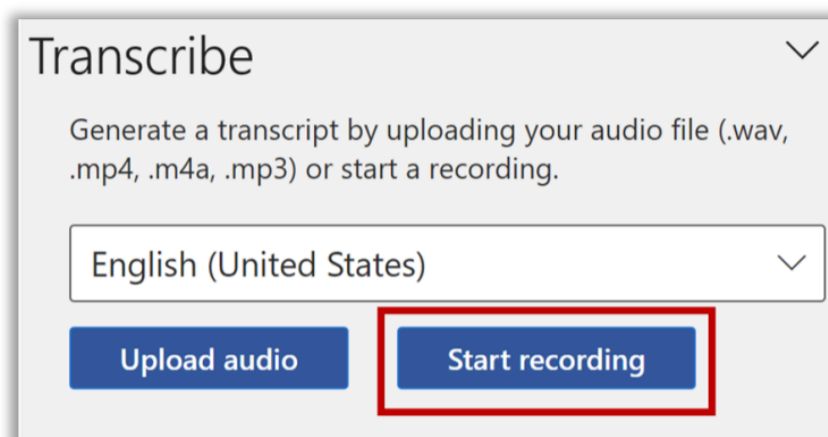 Transcribe
Generate a transcript by uploading your audio file (.wav,
.mp4, .m4a, .mp3) or start a recording.
English (United States)
Upload audio
Start recording